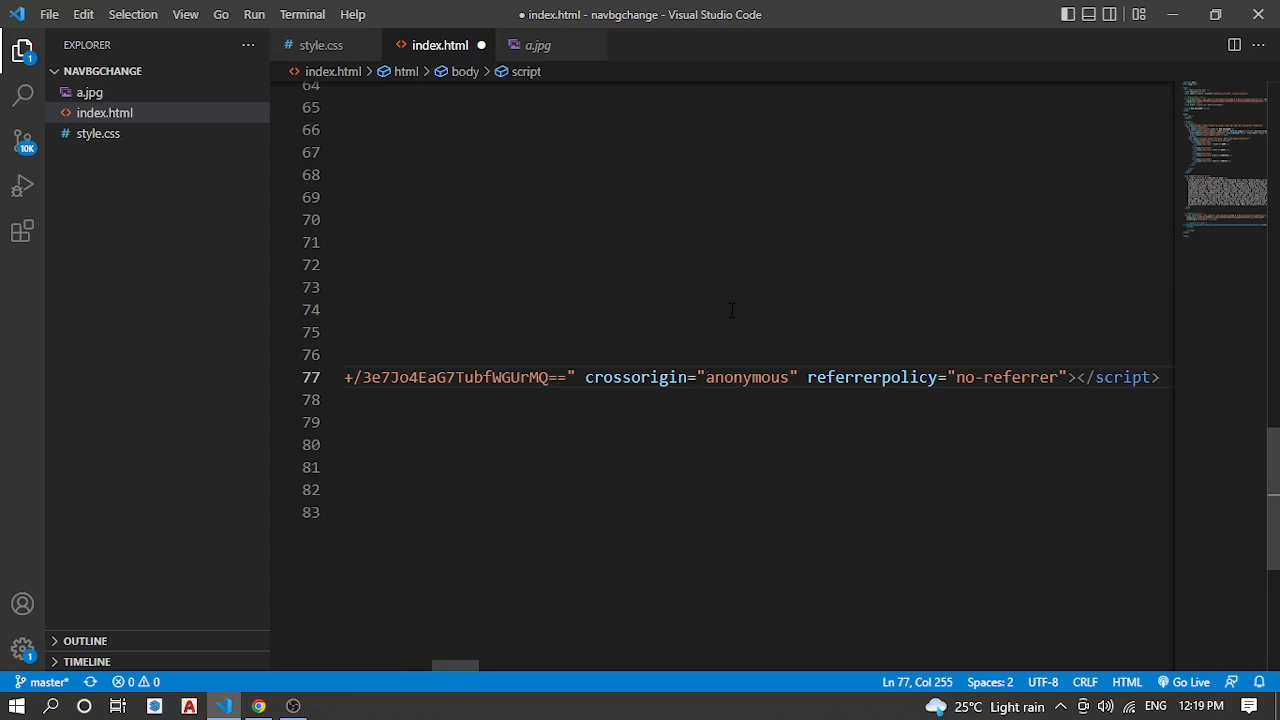 File Edit Selection View Go Run Terminal Help
● index.html - navbgchange - Visual Studio Code
EXPLORER ···
style.css
index.html ●
a.jpg
1
NAVBGCHANGE
a.jpg
index.html
style.css
10K
index.html > html > body > script
64
65
66
67
68
69
70
71
72
73
74
75
76
77 +/3e7Jo4EaG7TubfWGUrMQ==" crossorigin="anonymous" referrerpolicy="no-referrer"></script>
78
79
80
81
82
83
OUTLINE
TIMELINE
1
master* 0 0 Ln 77, Col 255 Spaces: 2 UTF-8 CRLF HTML Go Live
25°C Light rain ENG 12:19 PM